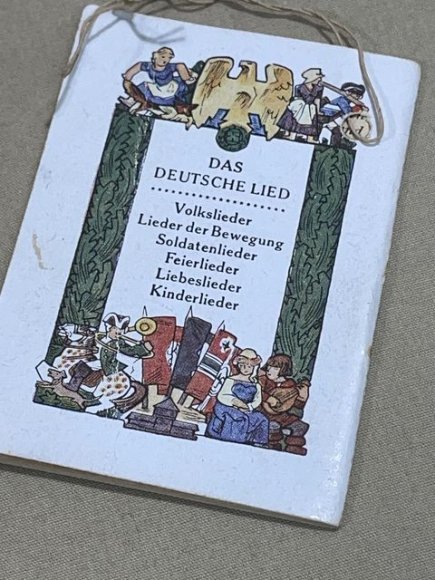 DAS
DEUTSCHE LIED
Volkslieder
Lieder der Bewegung
Soldatenlieder
Feierlieder
Liebeslieder
Kinderlieder